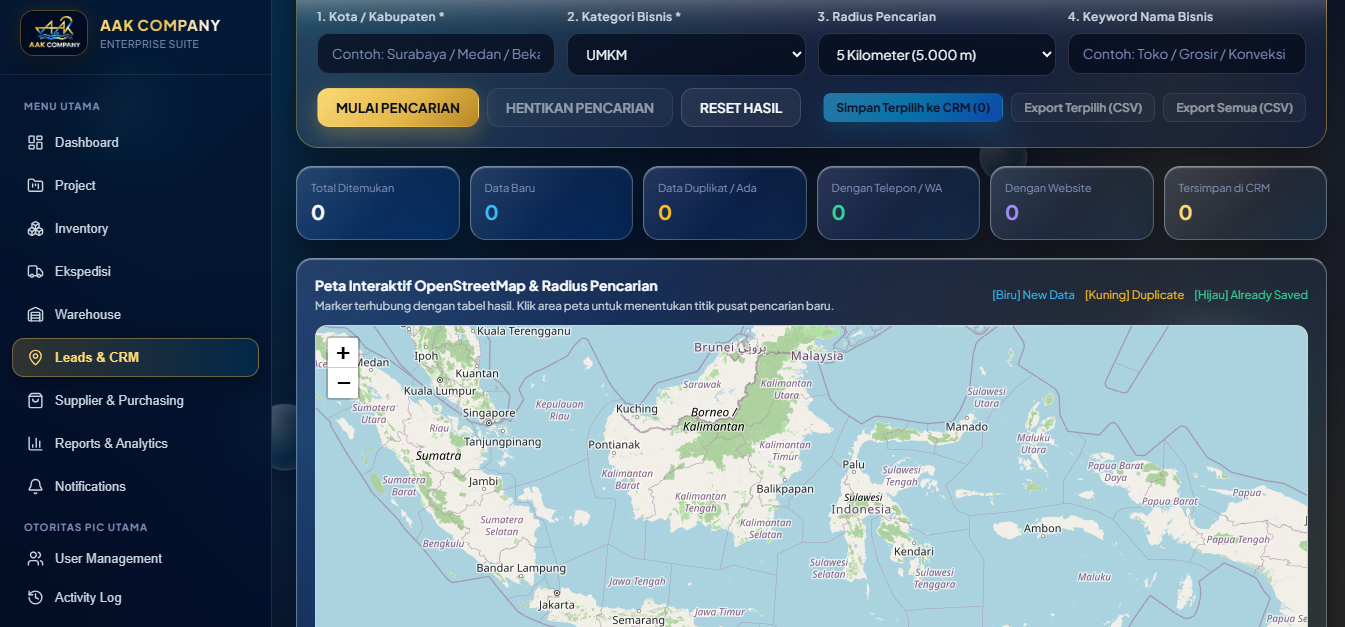 AAK COMPANY
AAK COMPANY
ENTERPRISE SUITE
MENU UTAMA
Dashboard
Project
Inventory
Ekspedisi
Warehouse
Leads & CRM
Supplier & Purchasing
Reports & Analytics
Notifications
OTORITAS PIC UTAMA
User Management
Activity Log
1. Kota / Kabupaten *
2. Kategori Bisnis *
3. Radius Pencarian
4. Keyword Nama Bisnis
Contoh: Surabaya / Medan / Beka
UMKM
5 Kilometer (5.000 m)
Contoh: Toko / Grosir / Konveksi
MULAI PENCARIAN
HENTIKAN PENCARIAN
RESET HASIL
Simpan Terpilih ke CRM (0)
Export Terpilih (CSV)
Export Semua (CSV)
Total Ditemukan
0
Data Baru
0
Data Duplikat / Ada
0
Dengan Telepon / WA
0
Dengan Website
0
Tersimpan di CRM
0
Peta Interaktif OpenStreetMap & Radius Pencarian
Marker terhubung dengan tabel hasil. Klik area peta untuk menentukan titik pusat pencarian baru.
[Biru] New Data
[Kuning] Duplicate
[Hijau] Already Saved
+
−
Kuala Terengganu
Brunei بروني
Malaysia
Ipoh
Medan
Kuantan
Kuala Lumpur
Sarawak
Kalimantan
Utara
Sulawesi
Utara
Sumatera
Utara
Singapore
Kepulauan
Riau
Kuching
Borneo /
Kalimantan
Manado
Riau
Tanjungpinang
Pontianak
Kalimantan
Timur
Maluku
Utara
Sumatra
Palu
Sulawesi
Tengah
Papua Barat
Daya
Sumatera
Barat
Jambi
Kalimantan
Barat
Balikpapan
Papua Barat
Papua
Kalimantan
Tengah
Sulawesi
Indonesia
Sumatera
Selatan
Kalimantan
Selatan
Ambon
Papua Tengah
Bengkulu
Kendari
Bandar Lampung
Sulawesi
Selatan
Sulawesi
Tenggara
Maluku
Jawa Tengah
Jakarta
Jawa Timur
Semarang
Papua Se